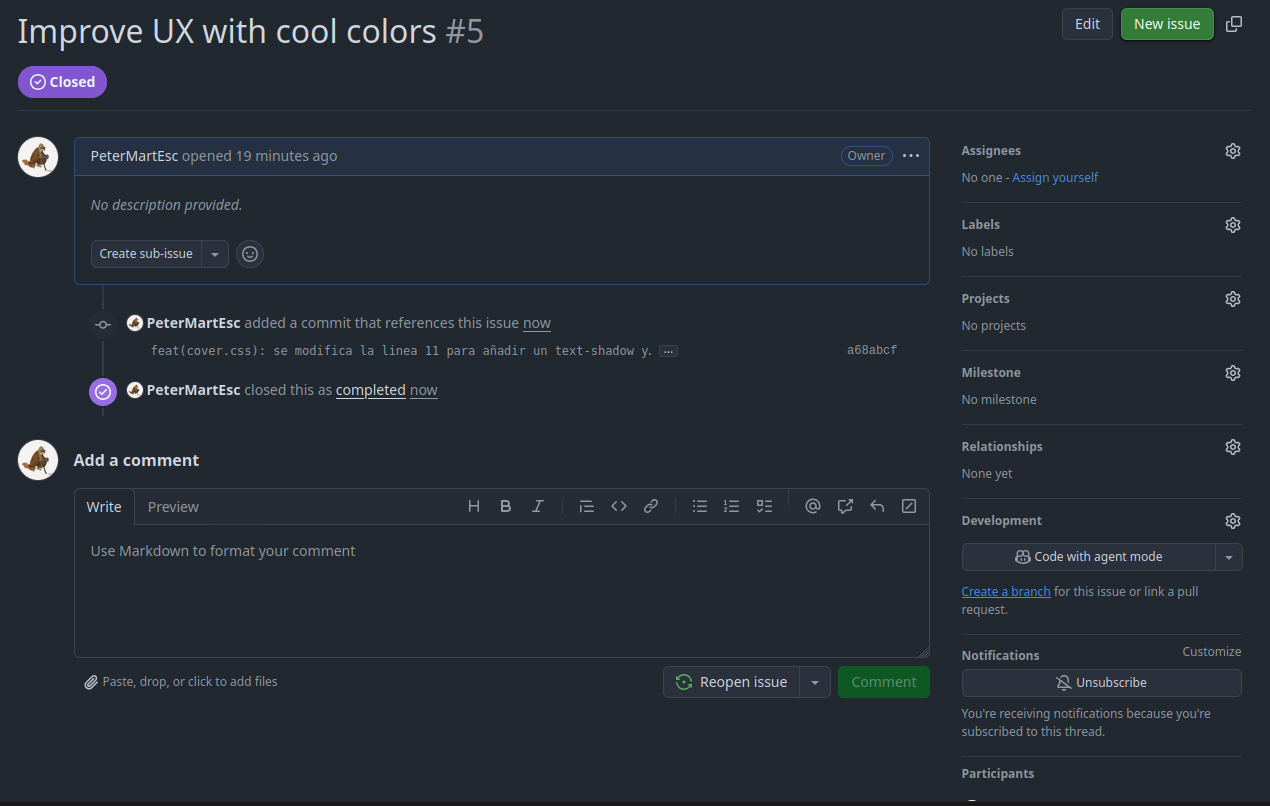 Improve UX with cool colors #5
Edit
New issue
Closed
PeterMartEsc opened 19 minutes ago
Owner
No description provided.
Create sub-issue
PeterMartEsc added a commit that references this issue now
feat(cover.css): se modifica la linea 11 para añadir un text-shadow y. …
a68abcf
PeterMartEsc closed this as completed now
Add a comment
Write
Preview
Use Markdown to format your comment
Paste, drop, or click to add files
Reopen issue
Comment
Assignees
No one - Assign yourself
Labels
No labels
Projects
No projects
Milestone
No milestone
Relationships
None yet
Development
Code with agent mode
Create a branch for this issue or link a pull
request.
Notifications
Customize
Unsubscribe
You're receiving notifications because you're
subscribed to this thread.
Participants